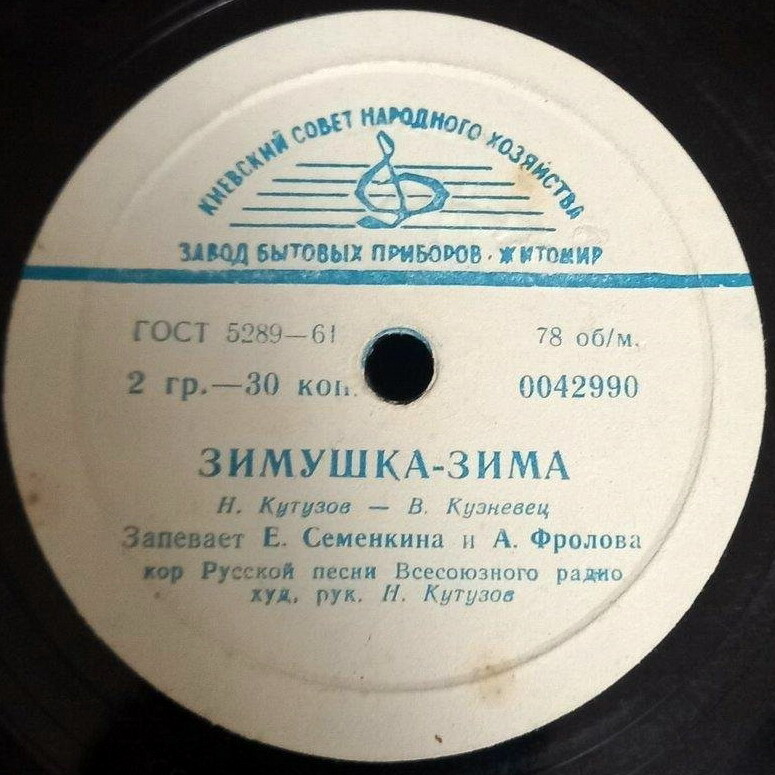 КИЕВСКИЙ СОВЕТ НАРОДНОГО ХОЗЯЙСТВА
ЗАВОД БЫТОВЫХ ПРИБОРОВ · ЖИТОМИР
ГОСТ 5289—61 78 об/м.
2 гр.—30 коп. 0042990
ЗИМУШКА-ЗИМА
Н. Кутузов — В. Кузневец
Запевает Е. Семенкина и А. Фролова
хор Русской песни Всесоюзного радио
худ. рук. Н. Кутузов